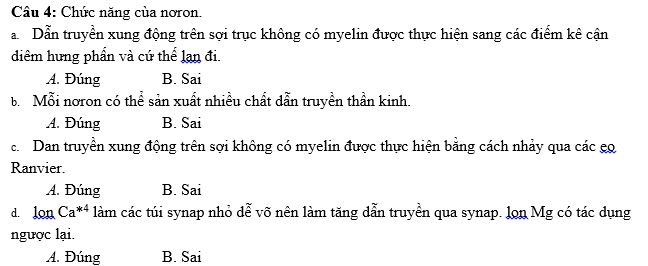 Câu 4: Chức năng của nơron.
a. Dẫn truyền xung động trên sợi trục không có myelin được thực hiện sang các điểm kê cận
diêm hưng phấn và cứ thế lan đi.
A. Đúng B. Sai
b. Mỗi nơron có thể sản xuất nhiều chất dẫn truyền thần kinh.
A. Đúng B. Sai
c. Dan truyền xung động trên sợi không có myelin được thực hiện bằng cách nhảy qua các eo
Ranvier.
A. Đúng B. Sai
d. lon Ca*⁴ làm các túi synap nhỏ dễ võ nên làm tăng dẫn truyền qua synap. lon Mg có tác dụng
ngược lại.
A. Đúng B. Sai